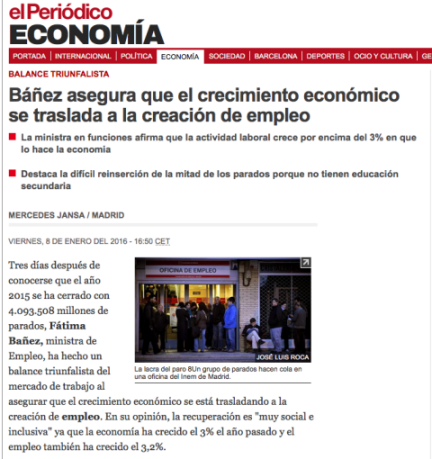 el Periódico
ECONOMÍA
PORTADA | INTERNACIONAL | POLÍTICA | ECONOMÍA | SOCIEDAD | BARCELONA | DEPORTES | OCIO Y CULTURA | GE
BALANCE TRIUNFALISTA
Báñez asegura que el crecimiento económico
se traslada a la creación de empleo
La ministra en funciones afirma que la actividad laboral crece por encima del 3% en que
lo hace la economia
Destaca la difícil reinserción de la mitad de los parados porque no tienen educación
secundaria
MERCEDES JANSA / MADRID
VIERNES, 8 DE ENERO DEL 2016 - 16:50 CET
Tres días después de
conocerse que el año
2015 se ha cerrado con
4.093.508 millones de
parados, Fátima
Bañez, ministra de
Empleo, ha hecho un
balance triunfalista del
mercado de trabajo al
OFICINA DE EMPLEO
JOSÉ LUIS ROCA
La lacra del paro 8Un grupo de parados hacen cola en
una oficina del Inem de Madrid.
asegurar que el crecimiento económico se está trasladando a la
creación de empleo. En su opinión, la recuperación es "muy social e
inclusiva" ya que la economía ha crecido el 3% el año pasado y el
empleo también ha crecido el 3,2%.